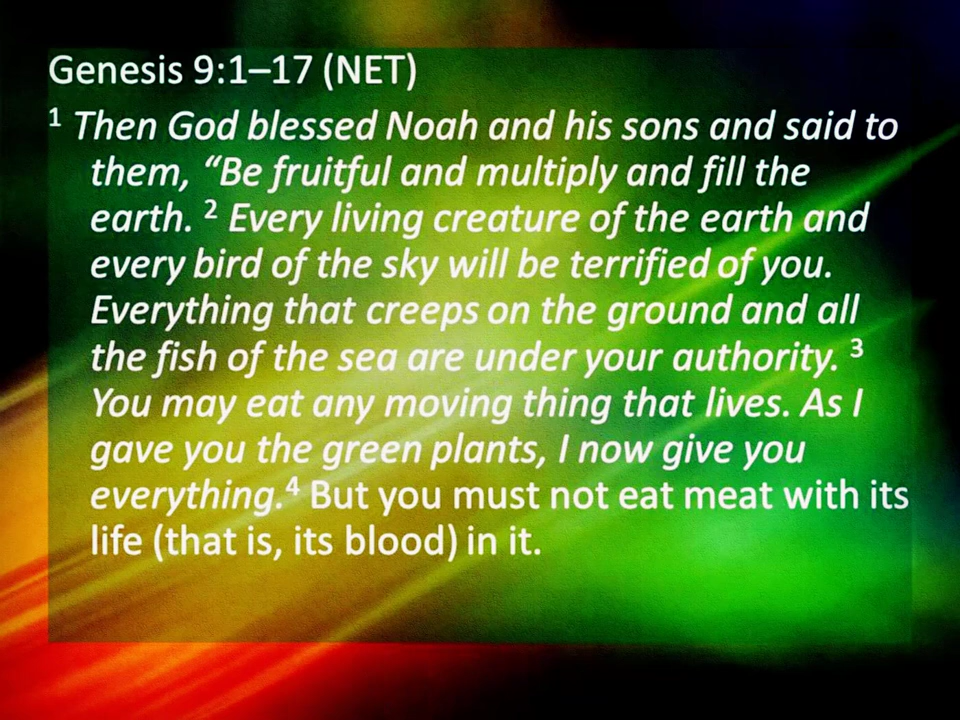 Genesis 9:1–17 (NET)
1 Then God blessed Noah and his sons and said to
them, “Be fruitful and multiply and fill the
earth. 2 Every living creature of the earth and
every bird of the sky will be terrified of you.
Everything that creeps on the ground and all
the fish of the sea are under your authority. 3
You may eat any moving thing that lives. As I
gave you the green plants, I now give you
everything.4 But you must not eat meat with its
life (that is, its blood) in it.